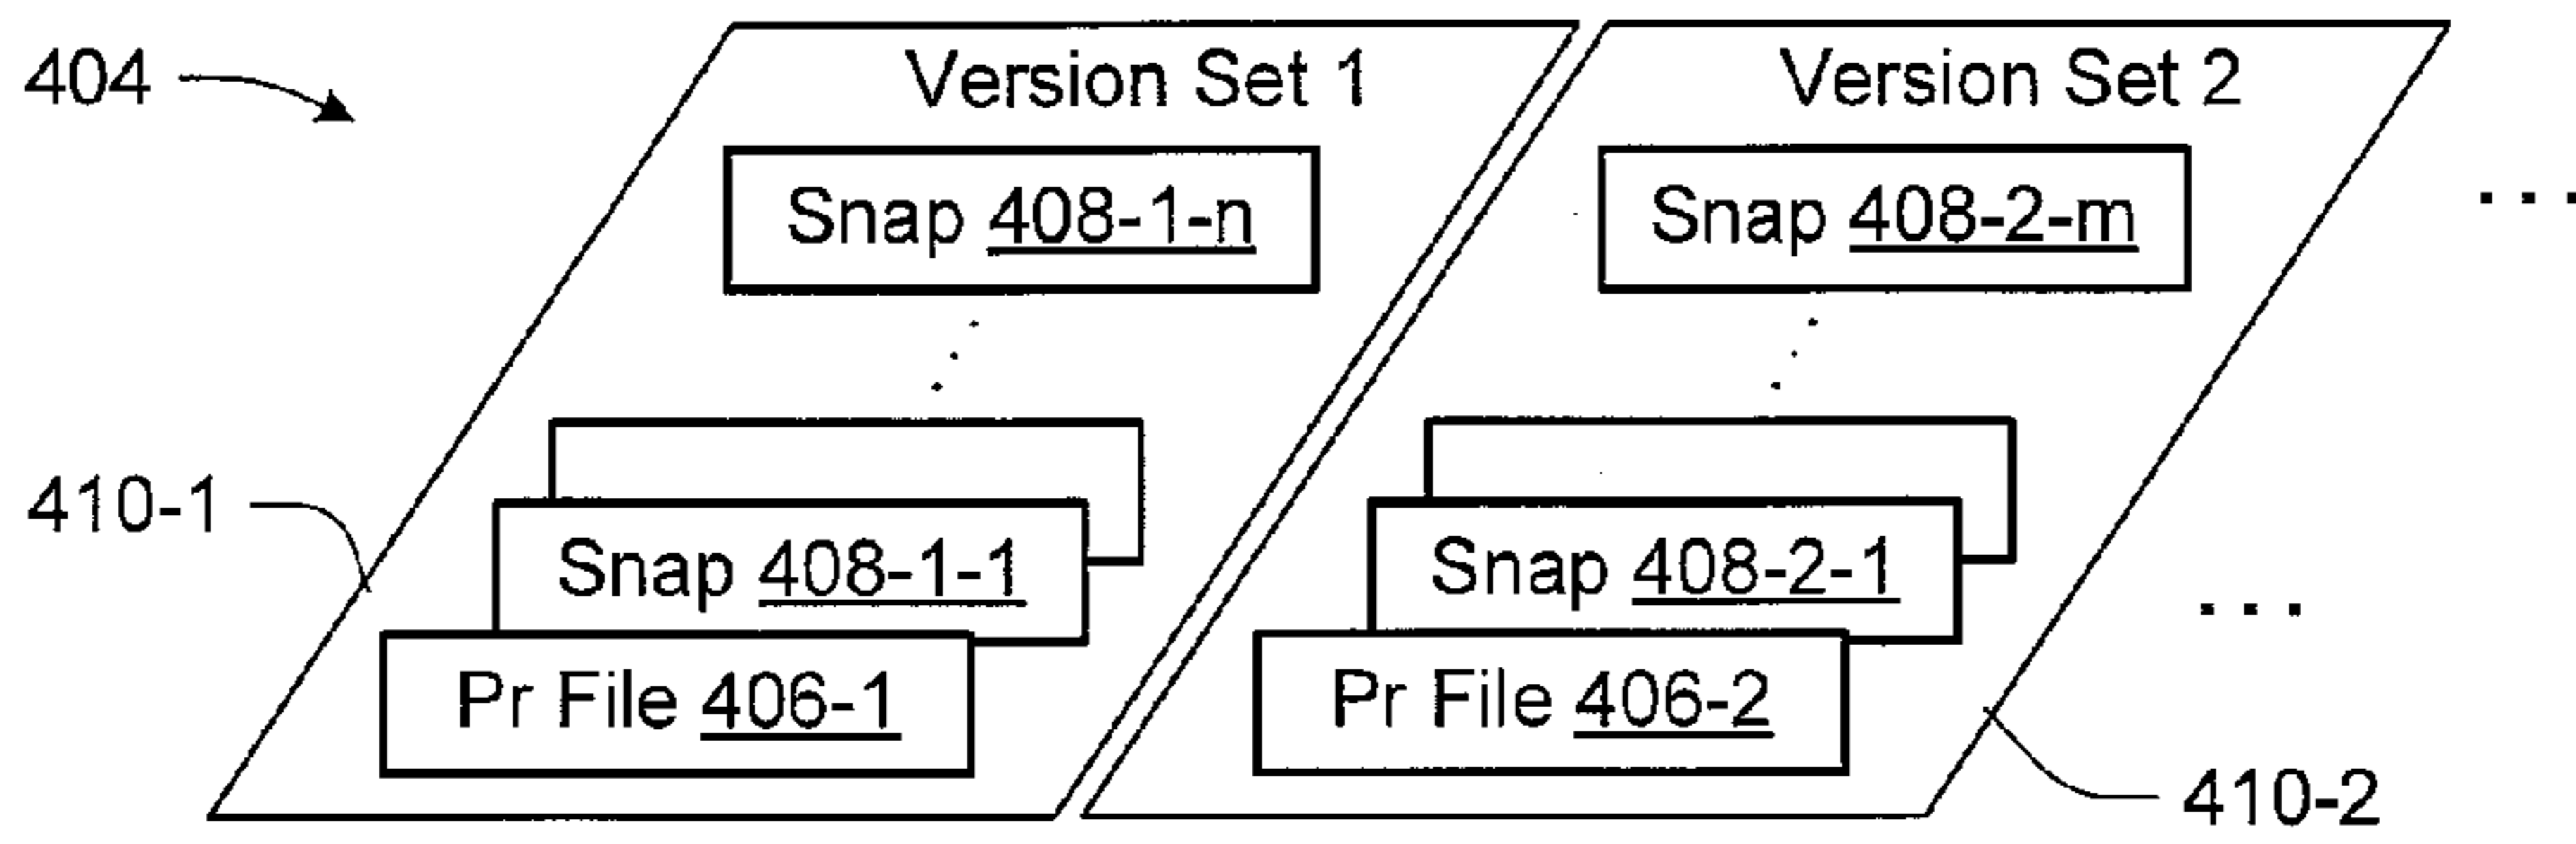 404
Version Set 1
Version Set 2
Snap 408-1-n
Snap 408-2-m
. . .
410-1
Snap 408-1-1
Snap 408-2-1
. . .
Pr File 406-1
Pr File 406-2
410-2